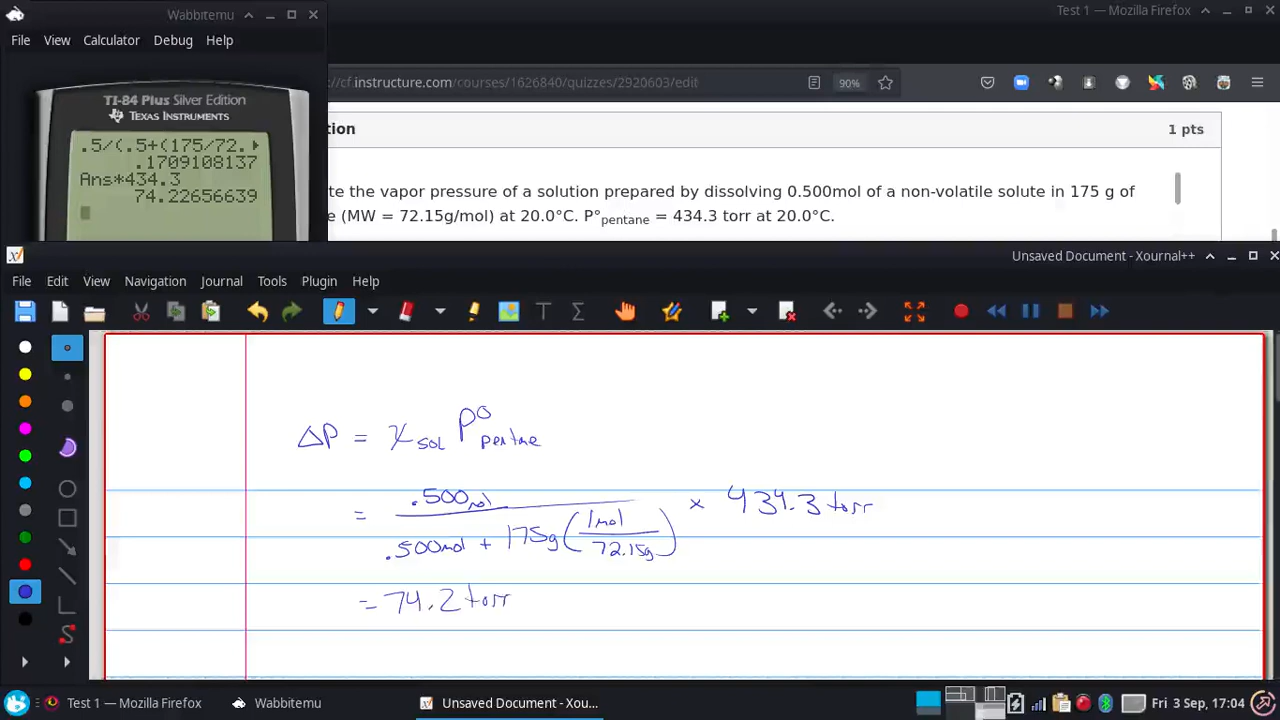 Wabbitemu
Test 1 — Mozilla Firefox
File View Calculator Debug Help
://cf.instructure.com/courses/1626840/quizzes/2920603/edit
90%
TI-84 Plus Silver Edition
TEXAS INSTRUMENTS
.5/(.5+(175/72.
.1709108137
Ans*434.3
74.22656639
tion
1 pts
te the vapor pressure of a solution prepared by dissolving 0.500mol of a non-volatile solute in 175 g of
e (MW = 72.15g/mol) at 20.0°C. P°pentane = 434.3 torr at 20.0°C.
Unsaved Document - Xournal++
File Edit View Navigation Journal Tools Plugin Help
ΔP = χsol P°pentane
= .500mol / .500mol + 175g (1mol / 72.15g) × 434.3 torr
= 74.2 torr
Test 1 — Mozilla Firefox
Wabbitemu
Unsaved Document - Xou...
Fri 3 Sep, 17:04